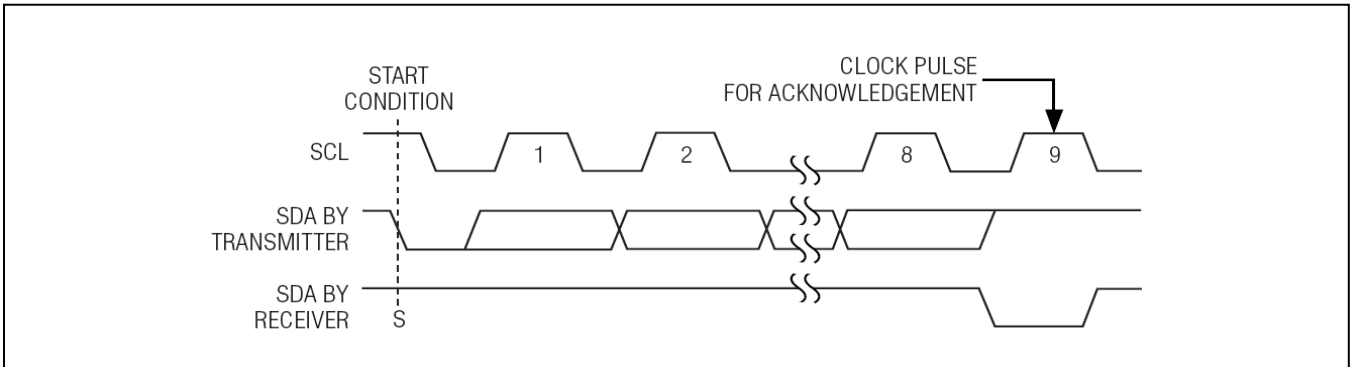 START
CONDITION
CLOCK PULSE
FOR ACKNOWLEDGEMENT
SCL
1
2
8
9
SDA BY
TRANSMITTER
SDA BY
RECEIVER
S